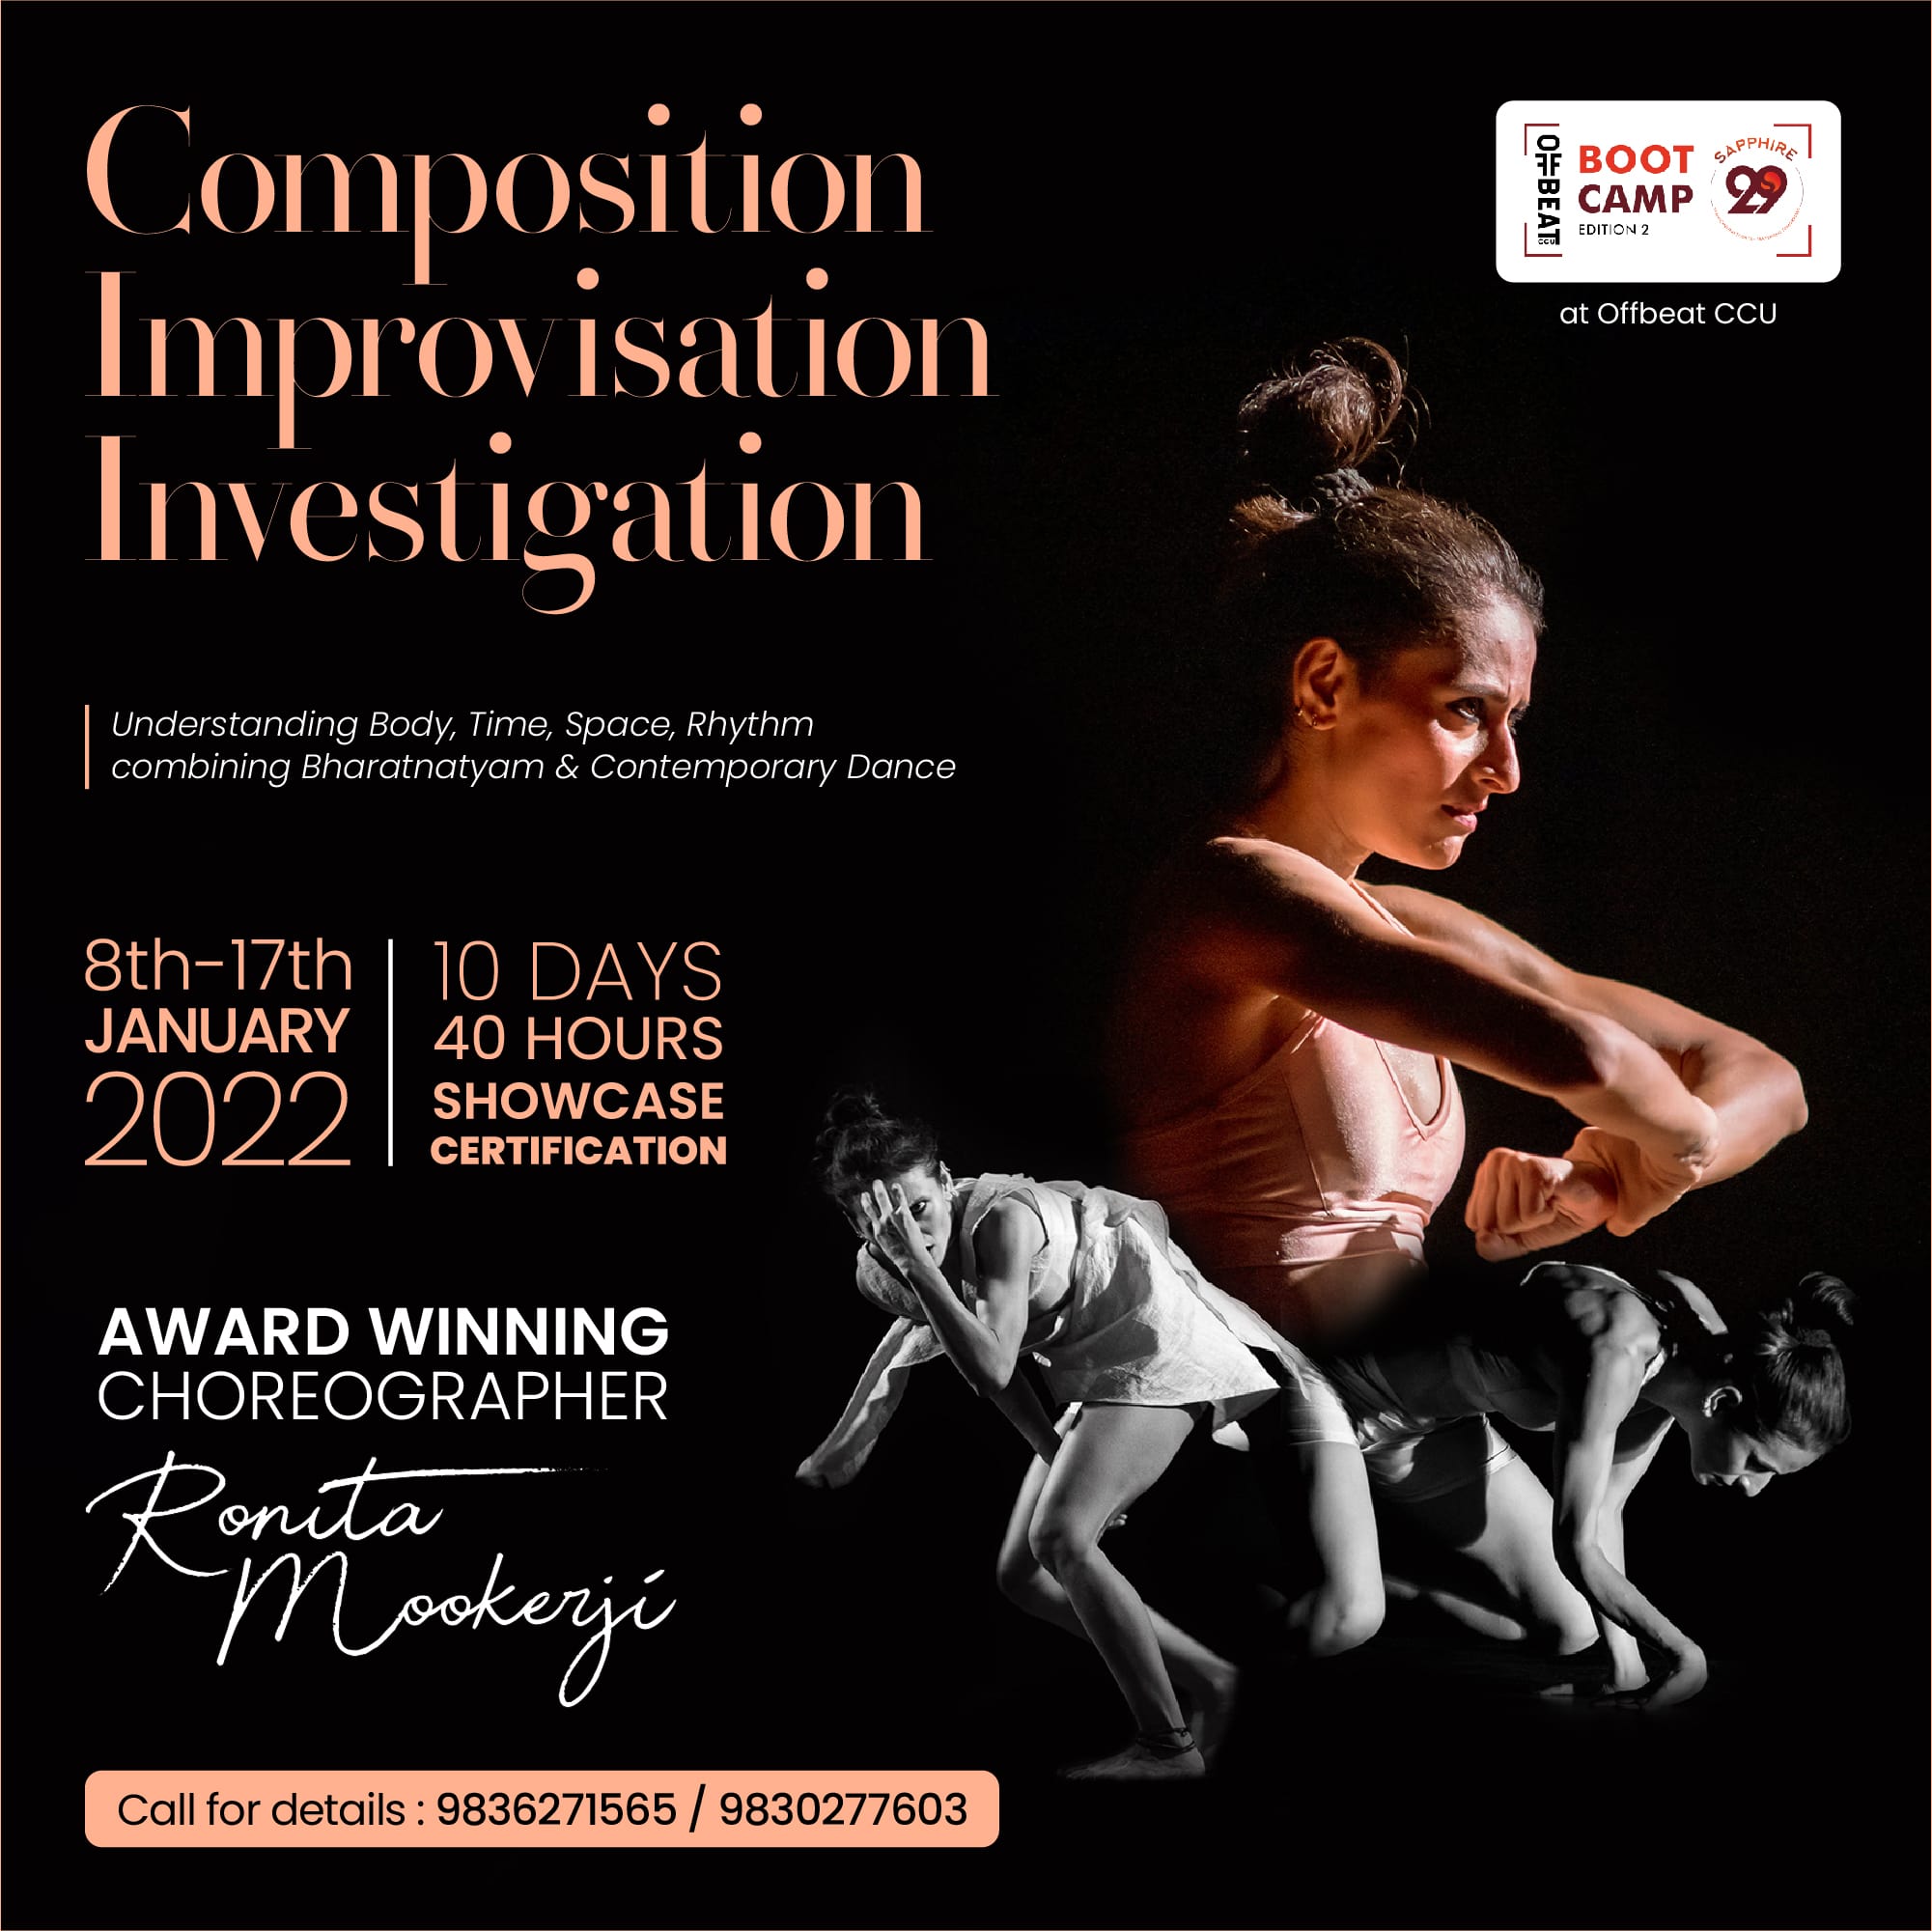 Composition
Improvisation
Investigation
OFFBEAT
CCU
BOOT
CAMP
EDITION 2
SAPPHIRE
29
at Offbeat CCU
Understanding Body, Time, Space, Rhythm
combining Bharatnatyam & Contemporary Dance
8th-17th
JANUARY
2022
10 DAYS
40 HOURS
SHOWCASE
CERTIFICATION
AWARD WINNING
CHOREOGRAPHER
Ronita
Mookerji
Call for details : 9836271565 / 9830277603